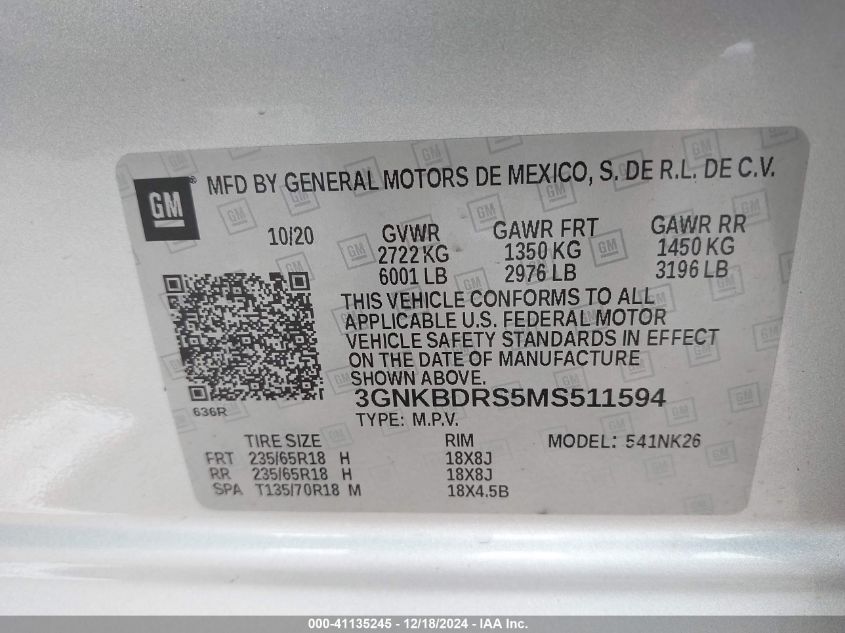 GM ® MFD BY GENERAL MOTORS DE MEXICO, S. DE R.L. DE C.V.
10/20 GVWR GAWR FRT GAWR RR
2722 KG 1350 KG 1450 KG
6001 LB 2976 LB 3196 LB
THIS VEHICLE CONFORMS TO ALL
APPLICABLE U.S. FEDERAL MOTOR
VEHICLE SAFETY STANDARDS IN EFFECT
ON THE DATE OF MANUFACTURE
SHOWN ABOVE.
3GNKBDRS5MS511594
636R
TYPE: M.P.V.
TIRE SIZE RIM MODEL: 541NK26
FRT 235/65R18 H 18X8J
RR 235/65R18 H 18X8J
SPA T135/70R18 M 18X4.5B
000-41135245 - 12/18/2024 - IAA Inc.